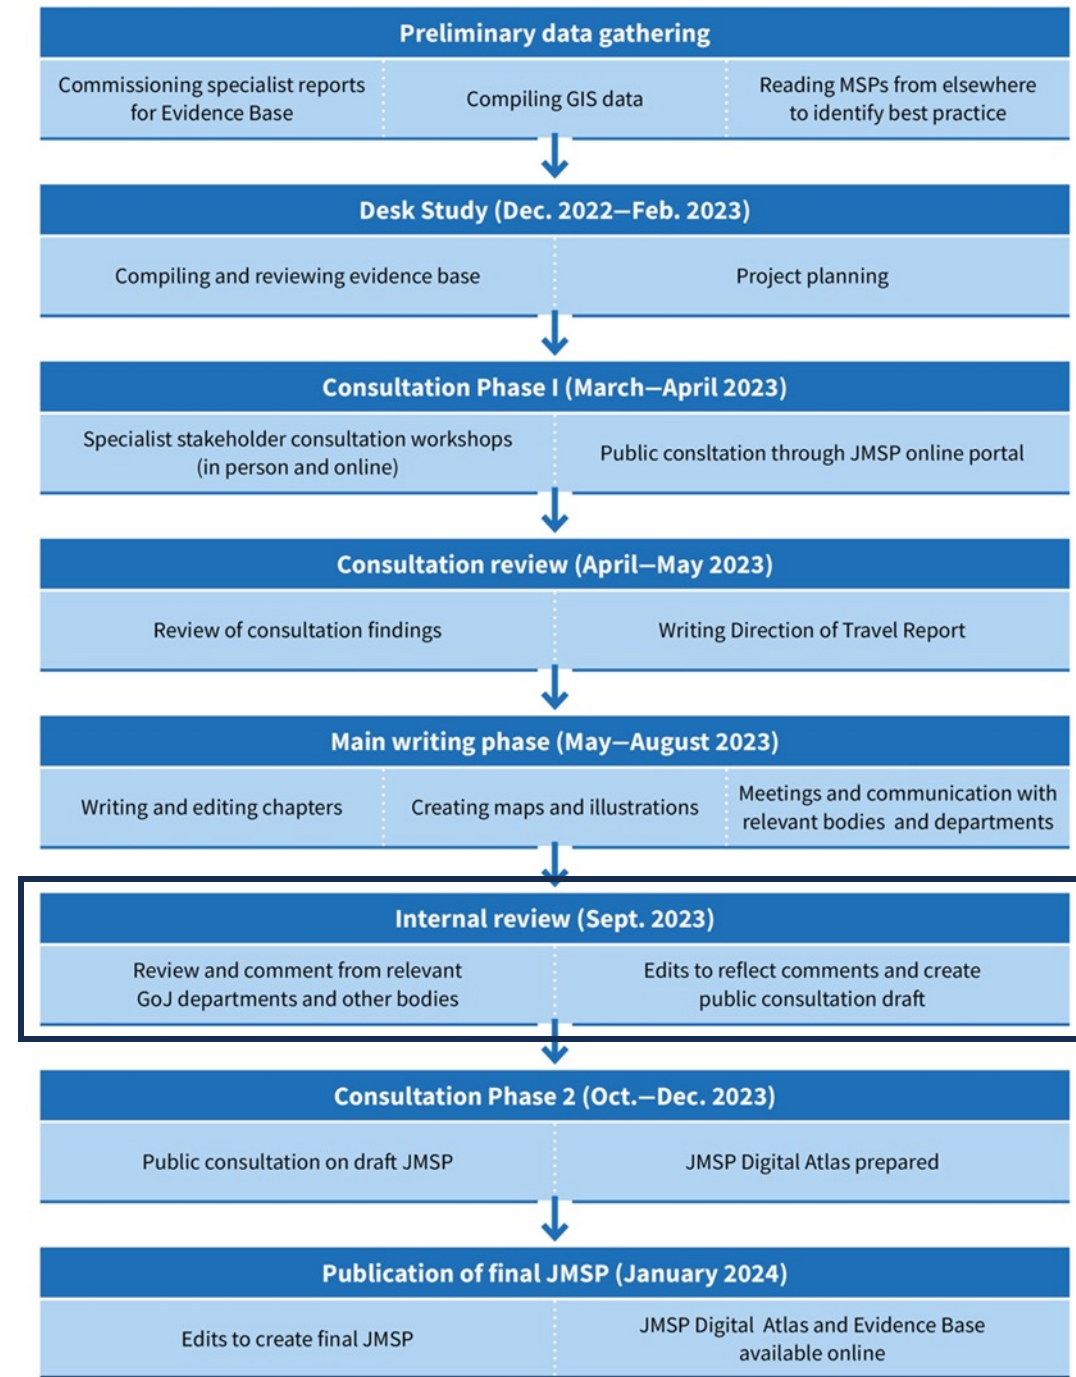 Preliminary data gathering
Commissioning specialist reports
for Evidence Base
Compiling GIS data
Reading MSPs from elsewhere
to identify best practice
Desk Study (Dec. 2022—Feb. 2023)
Compiling and reviewing evidence base
Project planning
Consultation Phase I (March—April 2023)
Specialist stakeholder consultation workshops
(in person and online)
Public consltation through JMSP online portal
Consultation review (April—May 2023)
Review of consultation findings
Writing Direction of Travel Report
Main writing phase (May—August 2023)
Writing and editing chapters
Creating maps and illustrations
Meetings and communication with
relevant bodies and departments
Internal review (Sept. 2023)
Review and comment from relevant
GoJ departments and other bodies
Edits to reflect comments and create
public consultation draft
Consultation Phase 2 (Oct.—Dec. 2023)
Public consultation on draft JMSP
JMSP Digital Atlas prepared
Publication of final JMSP (January 2024)
Edits to create final JMSP
JMSP Digital Atlas and Evidence Base
available online